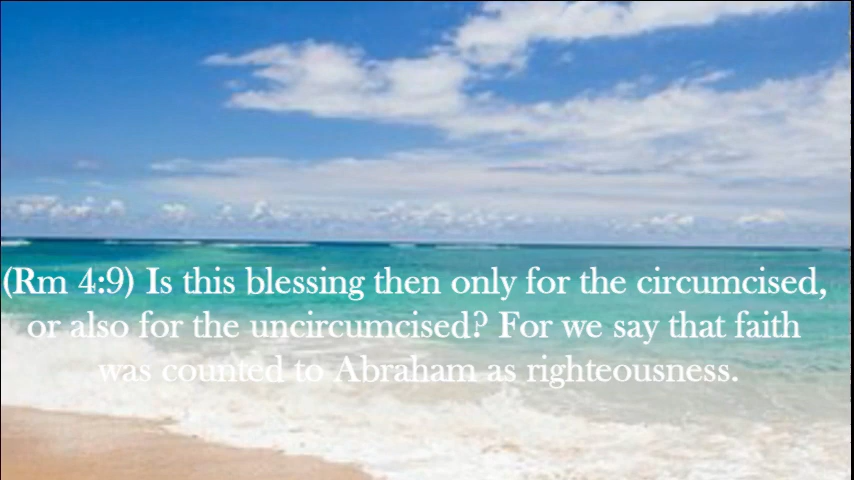 (Rm 4:9) Is this blessing then only for the circumcised,
or also for the uncircumcised? For we say that faith
was counted to Abraham as righteousness.